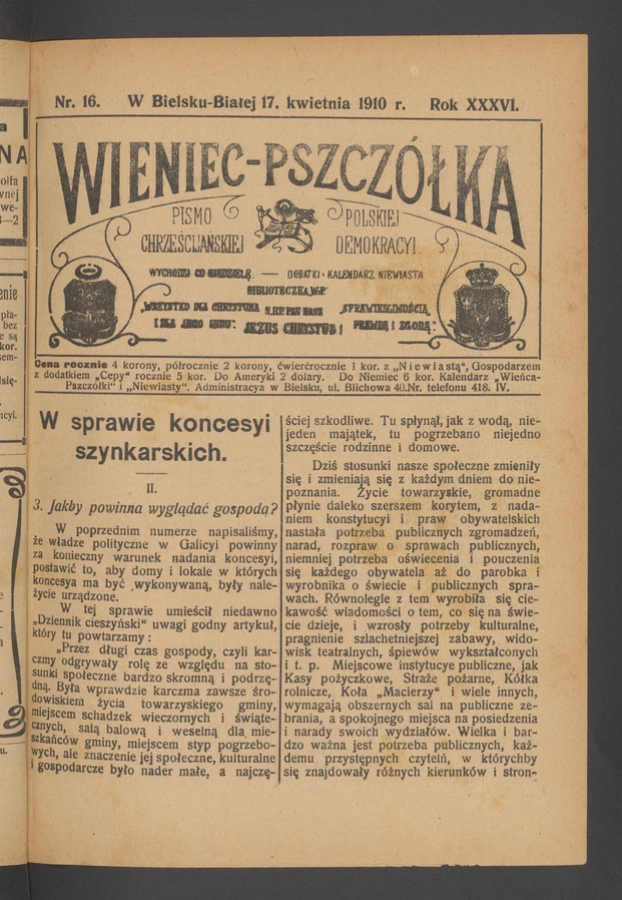 Nr. 16. W Bielsku-Białej 17. kwietnia 1910 r. Rok XXXVI.
WIENIEC-PSZCZÓŁKA
PISMO POLSKIEJ
CHRZEŚCIJAŃSKIEJ DEMOKRACYI
WYCHODZI CO NIEDZIELĘ — DODATKI · KALENDARZ NIEWIASTA
BIBLIOTECZKA
WSZYSTKO DLA CHRYSTUSA SPRAWIEDLIWOŚCIĄ
I DLA JEGO LUDU: JEZUS CHRYSTUS! PRAWDĄ I ZGODĄ:
Cena rocznie 4 korony, półrocznie 2 korony, ćwierćrocznie 1 kor. z „Niewiastą“, Gospodarzem
z dodatkiem „Cepy“ rocznie 5 kor. Do Ameryki 2 dolary. Do Niemiec 6 kor. Kalendarz „Wieńca-
Pszczółki“ i „Niewiasty“. Administracya w Bielsku, ul. Blichowa 40. Nr. telefonu 418. IV.
W sprawie koncesyi
szynkarskich.
II.
3. Jakby powinna wyglądać gospoda?
W poprzednim numerze napisaliśmy,
że władze polityczne w Galicyi powinny
za konieczny warunek nadania koncesyi,
postawić to, aby domy i lokale w których
koncesya ma być wykonywaną, były nale-
życie urządzone.
W tej sprawie umieścił niedawno
„Dziennik cieszyński“ uwagi godny artykuł,
który tu powtarzamy :
„Przez długi czas gospody, czyli kar-
czmy odgrywały rolę ze względu na sto-
sunki społeczne bardzo skromną i podrzę-
dną. Była wprawdzie karczma zawsze śro-
dowiskiem życia towarzyskiego gminy,
miejscem schadzek wieczornych i święte-
cznych, salą balową i weselną dla mie-
szkańców gminy, miejscem styp pogrzebo-
wych, ale znaczenie jej społeczne, kulturalne
i gospodarcze było nader małe, a najczę-
ściej szkodliwe. Tu spłynął, jak z wodą, nie-
jeden majątek, tu pogrzebano niejedno
szczęście rodzinne i domowe.
Dziś stosunki nasze społeczne zmieniły
się i zmieniają się z każdym dniem do nie-
poznania. Życie towarzyskie, gromadne
płynie daleko szerszem korytem, z nada-
niem konstytucyi i praw obywatelskich
nastała potrzeba publicznych zgromadzeń,
narad, rozpraw o sprawach publicznych,
niemniej potrzeba oświecenia i pouczenia
się każdego obywatela aż do parobka i
wyrobnika o świecie i publicznych spra-
wach. Równolegle z tem wyrobiła się cie-
kawość wiadomości o tem, co się na świe-
cie dzieje, i wzrosły potrzeby kulturalne,
pragnienie szlachetniejszej zabawy, wido-
wisk teatralnych, śpiewów wykształconych
i t. p. Miejscowe instytucye publiczne, jak
Kasy pożyczkowe, Straże pożarne, Kółka
rolnicze, Koła „Macierzy“ i wiele innych,
wymagają obszernych sal na publiczne ze-
brania, a spokojnego miejsca na posiedzenia
i narady swoich wydziałów. Wielka i bar-
dzo ważna jest potrzeba publicznych, każ-
demu przystępnych czyteiń, w którychby
się znajdowały różnych kierunków i stron-